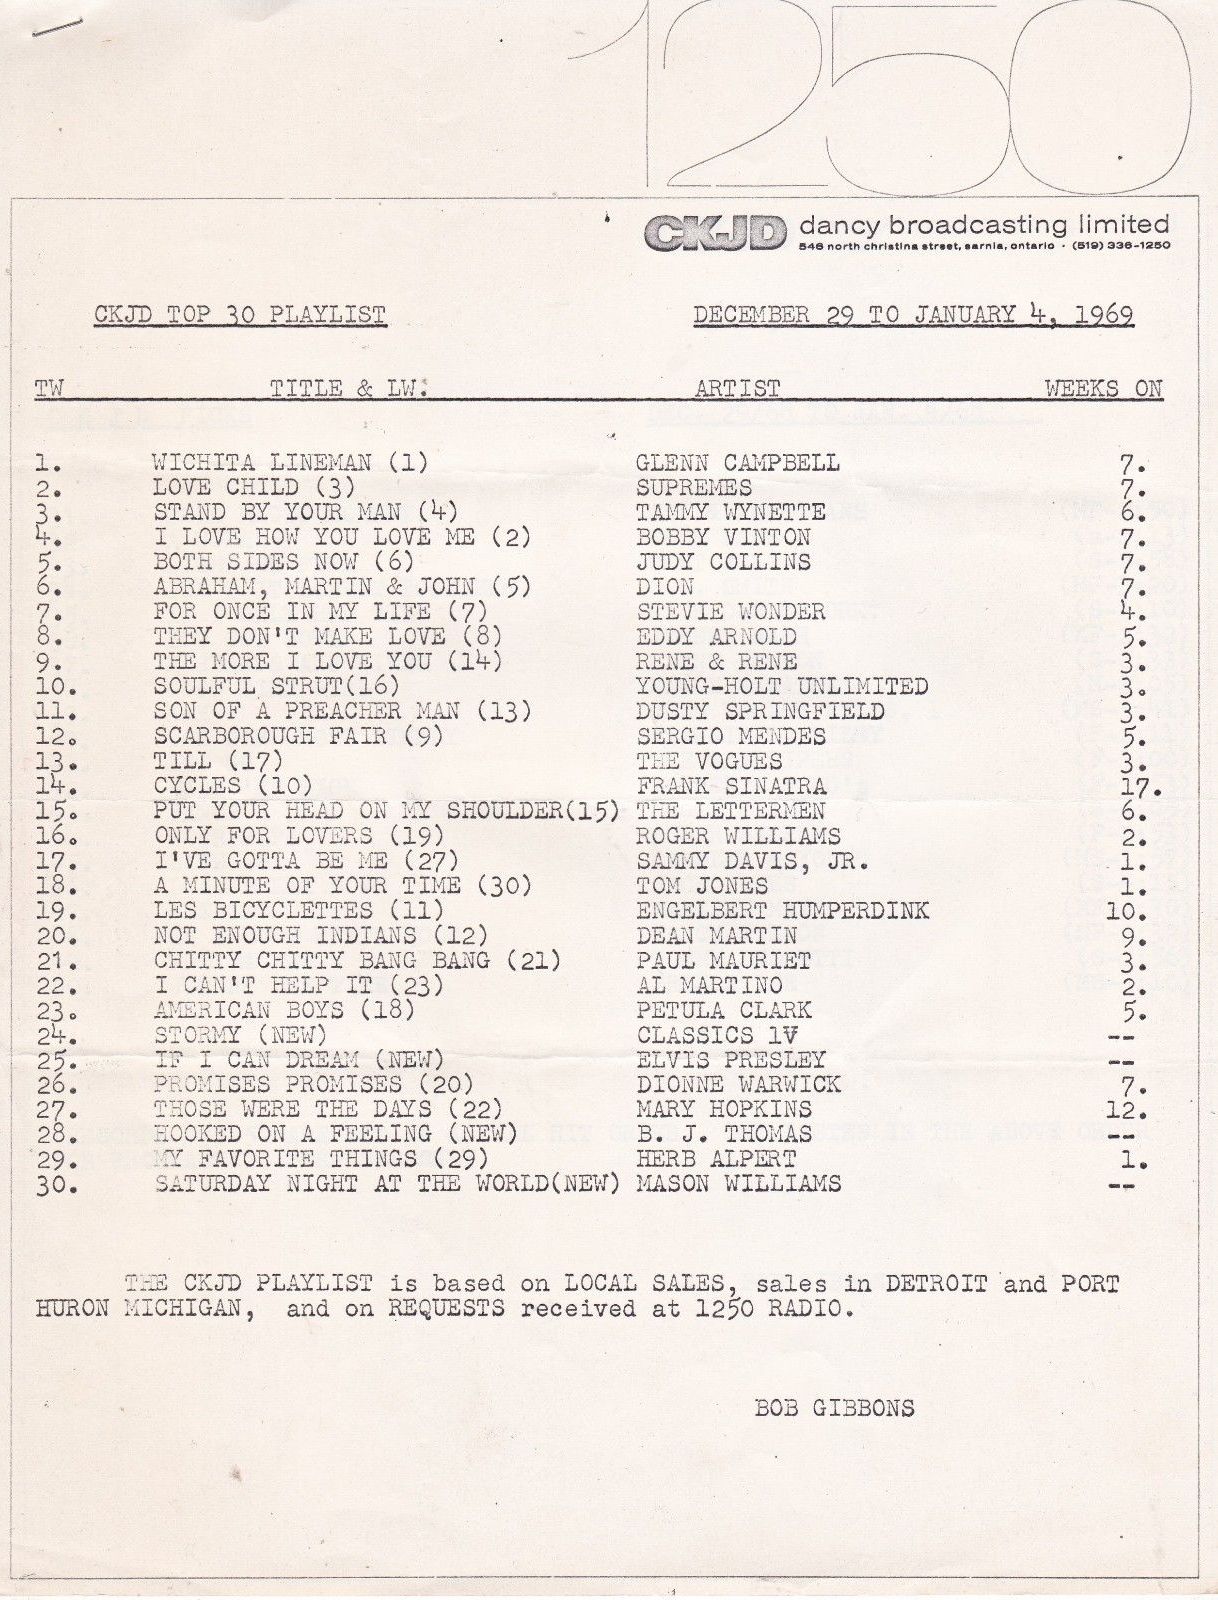 1250
CKJD dancy broadcasting limited
546 north christina street, sarnia, ontario · (519) 336-1250
CKJD TOP 30 PLAYLIST DECEMBER 29 TO JANUARY 4, 1969
TW TITLE & LW: ARTIST WEEKS ON
1. WICHITA LINEMAN (1) GLENN CAMPBELL 7.
2. LOVE CHILD (3) SUPREMES 7.
3. STAND BY YOUR MAN (4) TAMMY WYNETTE 6.
4. I LOVE HOW YOU LOVE ME (2) BOBBY VINTON 7.
5. BOTH SIDES NOW (6) JUDY COLLINS 7.
6. ABRAHAM, MARTIN & JOHN (5) DION 7.
7. FOR ONCE IN MY LIFE (7) STEVIE WONDER 4.
8. THEY DON'T MAKE LOVE (8) EDDY ARNOLD 5.
9. THE MORE I LOVE YOU (14) RENE & RENE 3.
10. SOULFUL STRUT(16) YOUNG-HOLT UNLIMITED 3.
11. SON OF A PREACHER MAN (13) DUSTY SPRINGFIELD 3.
12. SCARBOROUGH FAIR (9) SERGIO MENDES 5.
13. TILL (17) THE VOGUES 3.
14. CYCLES (10) FRANK SINATRA 17.
15. PUT YOUR HEAD ON MY SHOULDER(15) THE LETTERMEN 6.
16. ONLY FOR LOVERS (19) ROGER WILLIAMS 2.
17. I'VE GOTTA BE ME (27) SAMMY DAVIS, JR. 1.
18. A MINUTE OF YOUR TIME (30) TOM JONES 1.
19. LES BICYCLETTES (11) ENGELBERT HUMPERDINK 10.
20. NOT ENOUGH INDIANS (12) DEAN MARTIN 9.
21. CHITTY CHITTY BANG BANG (21) PAUL MAURIET 3.
22. I CAN'T HELP IT (23) AL MARTINO 2.
23. AMERICAN BOYS (18) PETULA CLARK 5.
24. STORMY (NEW) CLASSICS 1V --
25. IF I CAN DREAM (NEW) ELVIS PRESLEY --
26. PROMISES PROMISES (20) DIONNE WARWICK 7.
27. THOSE WERE THE DAYS (22) MARY HOPKINS 12.
28. HOOKED ON A FEELING (NEW) B. J. THOMAS --
29. MY FAVORITE THINGS (29) HERB ALPERT 1.
30. SATURDAY NIGHT AT THE WORLD(NEW) MASON WILLIAMS --
THE CKJD PLAYLIST is based on LOCAL SALES, sales in DETROIT and PORT
HURON MICHIGAN, and on REQUESTS received at 1250 RADIO.
BOB GIBBONS